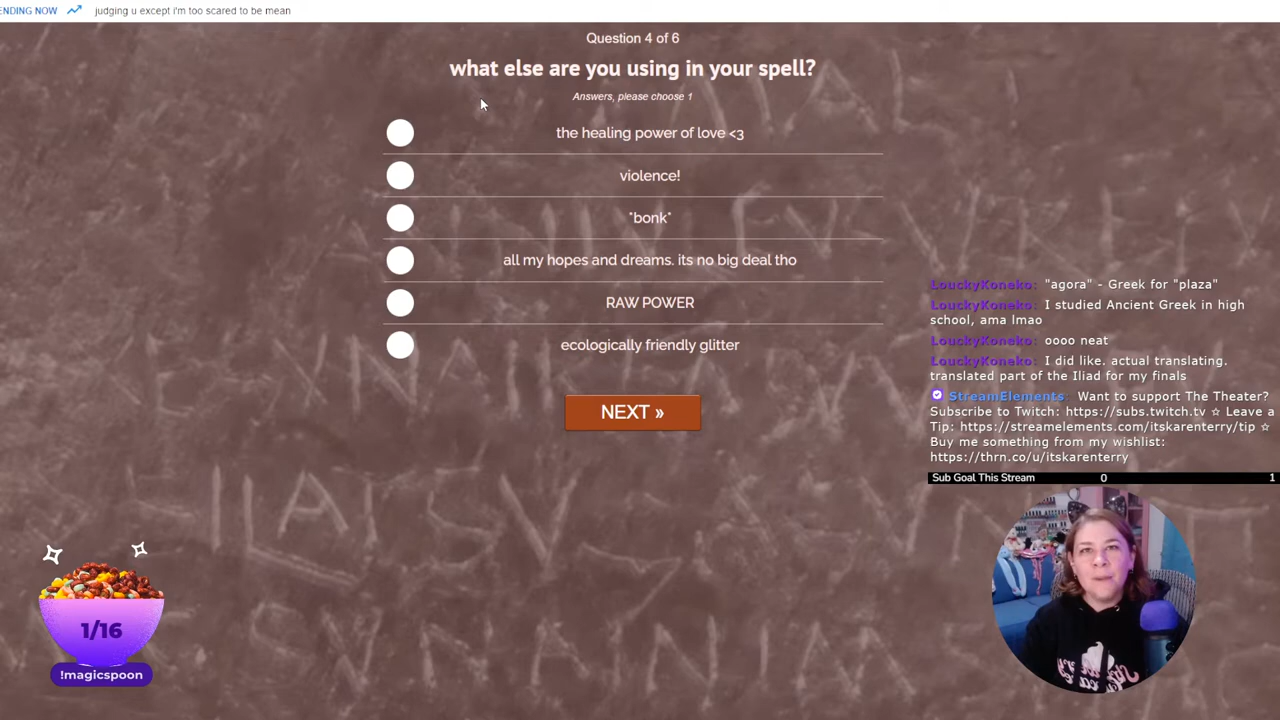 ENDING NOW judging u except i'm too scared to be mean
Question 4 of 6
what else are you using in your spell?
Answers, please choose 1
the healing power of love <3
violence!
*bonk*
all my hopes and dreams. its no big deal tho
RAW POWER
ecologically friendly glitter
NEXT »
LouckyKoneko: "agora" - Greek for "plaza"
LouckyKoneko: I studied Ancient Greek in high
school, ama lmao
LouckyKoneko: oooo neat
LouckyKoneko: I did like. actual translating.
translated part of the Iliad for my finals
StreamElements: Want to support The Theater?
Subscribe to Twitch: https://subs.twitch.tv ☆ Leave a
Tip: https://streamelements.com/itskarenterry/tip ☆
Buy me something from my wishlist:
https://thrn.co/u/itskarenterry
Sub Goal This Stream 0 1
1/16
!magicspoon